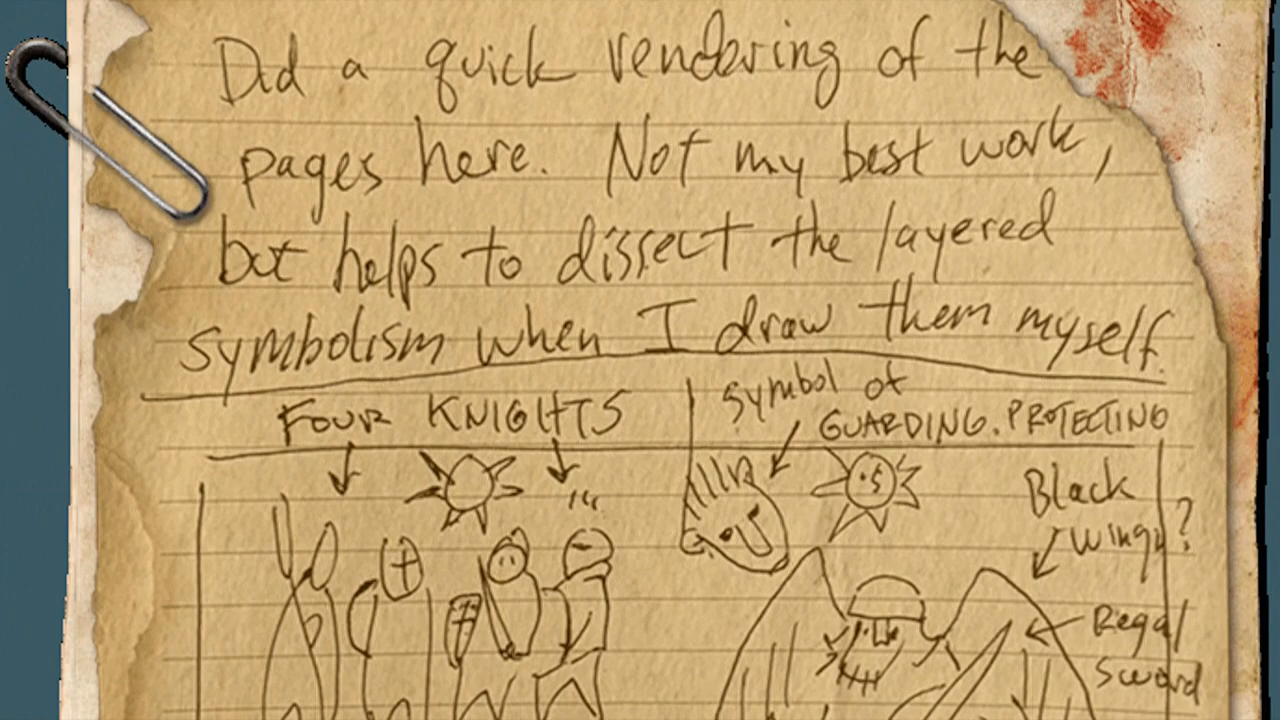 Did a quick rendering of the
pages here. Not my best work,
but helps to dissect the layered
symbolism when I draw them myself.
FOUR KNIGHTS
symbol of
GUARDING. PROTECTING
Black
wings?
Regal
sword